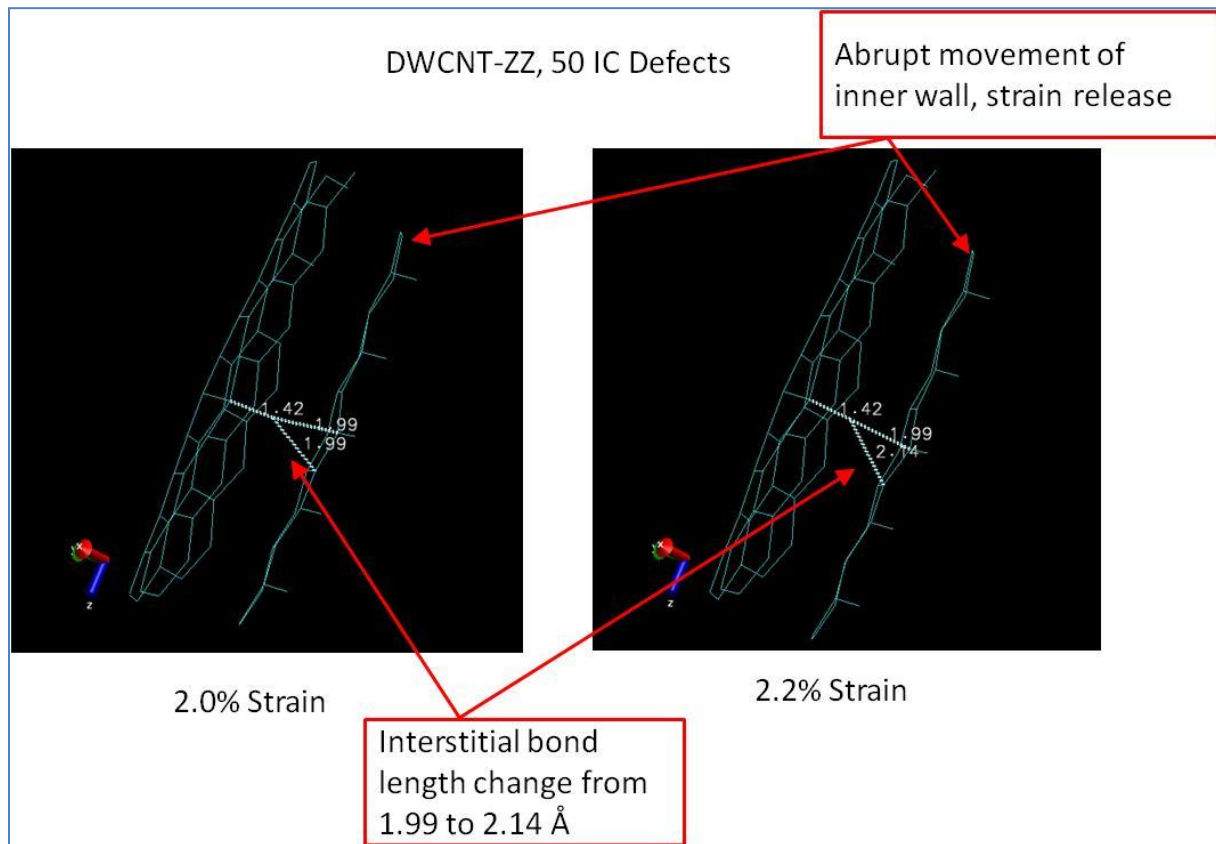 DWCNT-ZZ, 50 IC Defects
Abrupt movement of
inner wall, strain release
1.42
1.99
1.99
x
z
1.42
1.99
2.14
x
z
2.0% Strain
2.2% Strain
Interstitial bond
length change from
1.99 to 2.14 Å